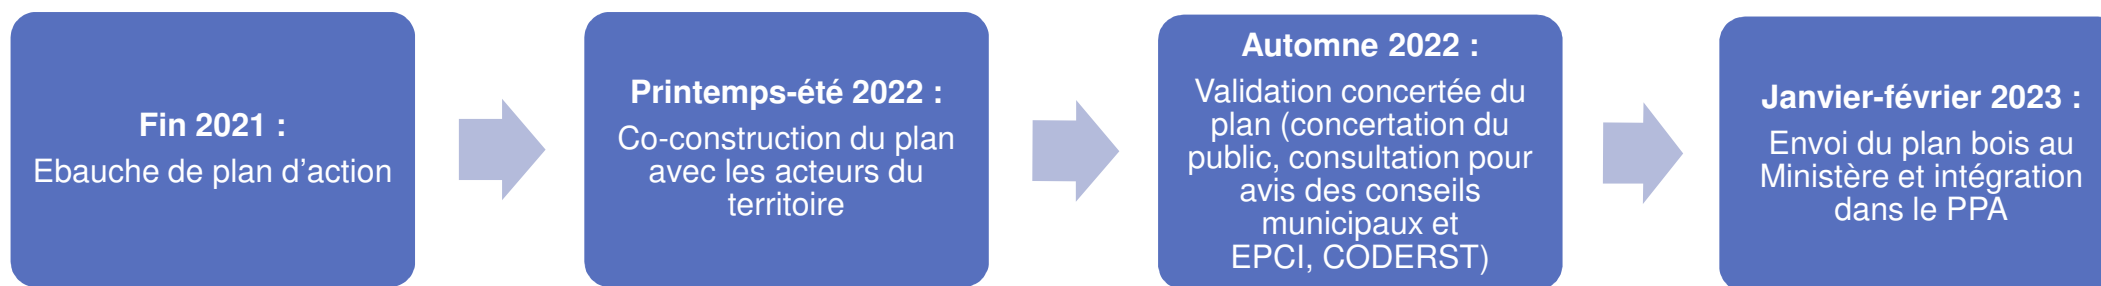 Fin 2021 :
Ebauche de plan d’action
Printemps-été 2022 :
Co-construction du plan
avec les acteurs du
territoire
Automne 2022 :
Validation concertée du
plan (concertation du
public, consultation pour
avis des conseils
municipaux et
EPCI, CODERST)
Janvier-février 2023 :
Envoi du plan bois au
Ministère et intégration
dans le PPA